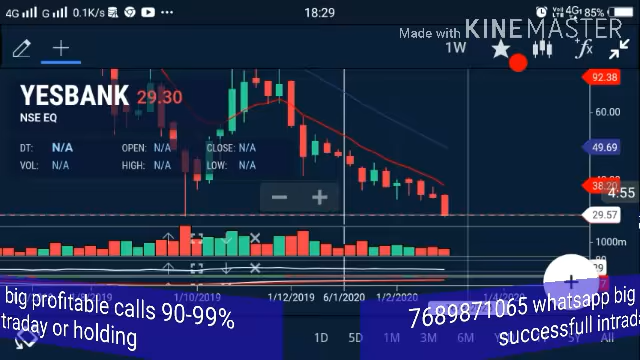 4G G 0.1K/s 18:29 4G 85%
Made with KINEMASTER
1W
fx
YESBANK 29.30
NSE EQ
DT: N/A OPEN: N/A CLOSE: N/A
VOL: N/A HIGH: N/A LOW: N/A
92.38
60.00
49.69
38.20
4:55
29.57
1000m
1/10/2019 1/12/2019 6/1/2020 1/2/2020
big profitable calls 90-99%
traday or holding
7689871065 whatsapp big
successfull intrada
1D 5D 1M 3M 6M All